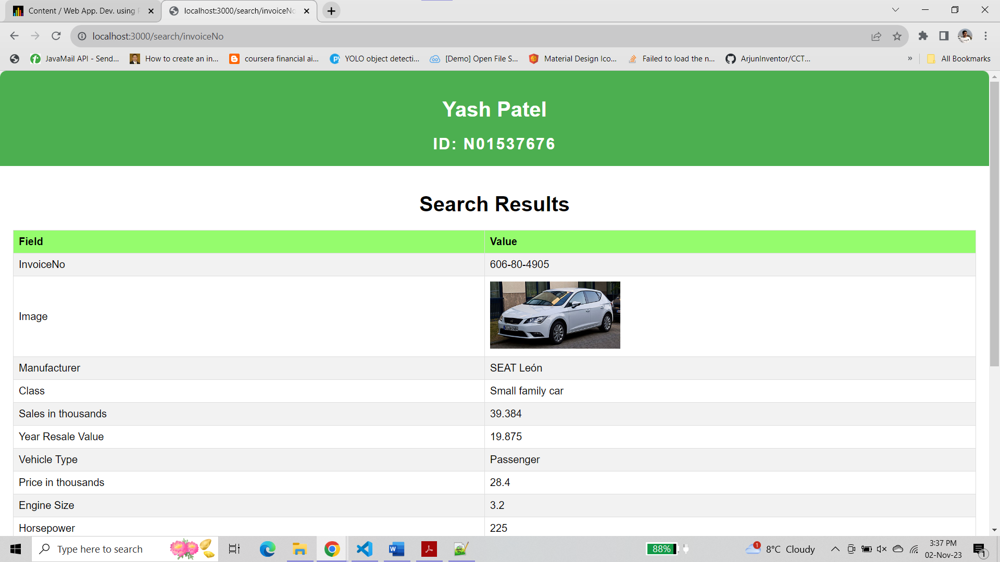 Content / Web App. Dev. using
localhost:3000/search/invoiceNo
localhost:3000/search/invoiceNo
JavaMail API - Send...
How to create an in...
coursera financial ai...
YOLO object detecti...
[Demo] Open File S...
Material Design Ico...
Failed to load the n...
ArjunInventor/CCT...
»
All Bookmarks
Yash Patel
ID: N01537676
Search Results
Field Value
InvoiceNo 606-80-4905
Image
Manufacturer SEAT León
Class Small family car
Sales in thousands 39.384
Year Resale Value 19.875
Vehicle Type Passenger
Price in thousands 28.4
Engine Size 3.2
Horsepower 225
Type here to search
88%
1
8°C Cloudy
3:37 PM
02-Nov-23
1